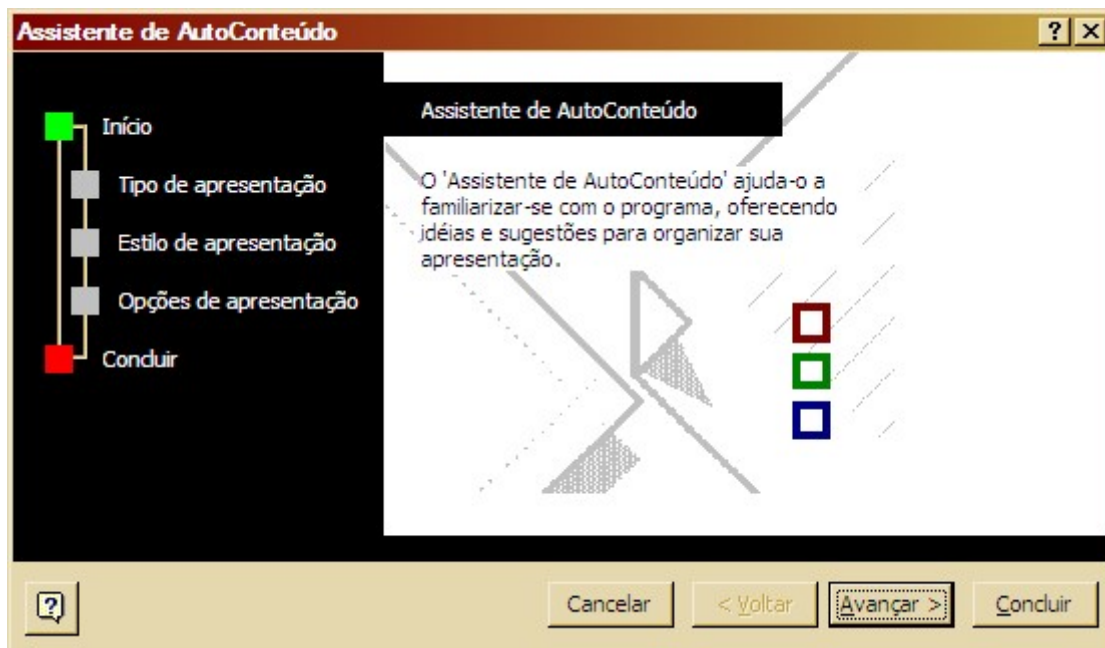 Assistente de AutoConteúdo
Início
Tipo de apresentação
Estilo de apresentação
Opções de apresentação
Concluir
Assistente de AutoConteúdo
O 'Assistente de AutoConteúdo' ajuda-o a
familiarizar-se com o programa, oferecendo
idéias e sugestões para organizar sua
apresentação.
Cancelar
< Voltar
Avançar >
Concluir